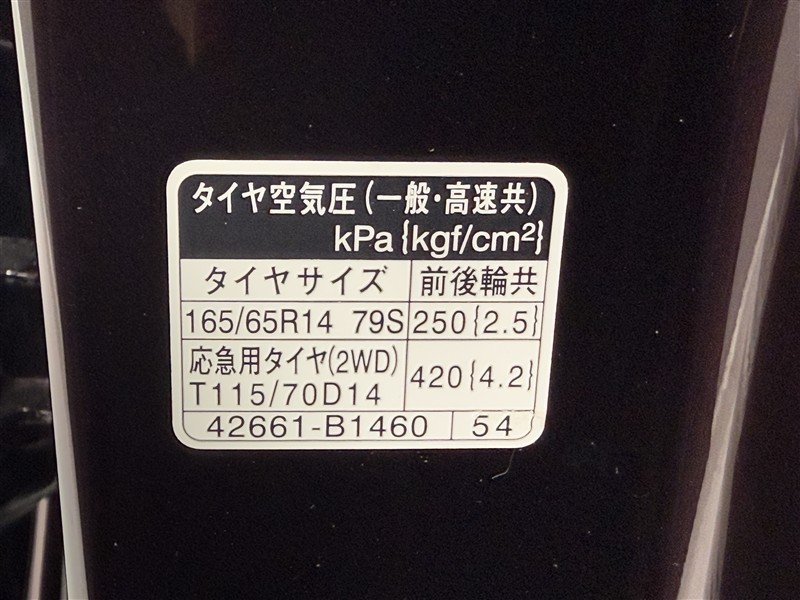 タイヤ空気圧(一般・高速共)
kPa{kgf/cm²}
タイヤサイズ 前後輪共
165/65R14 79S 250{2.5}
応急用タイヤ(2WD)
T115/70D14 420{4.2}
42661-B1460 54